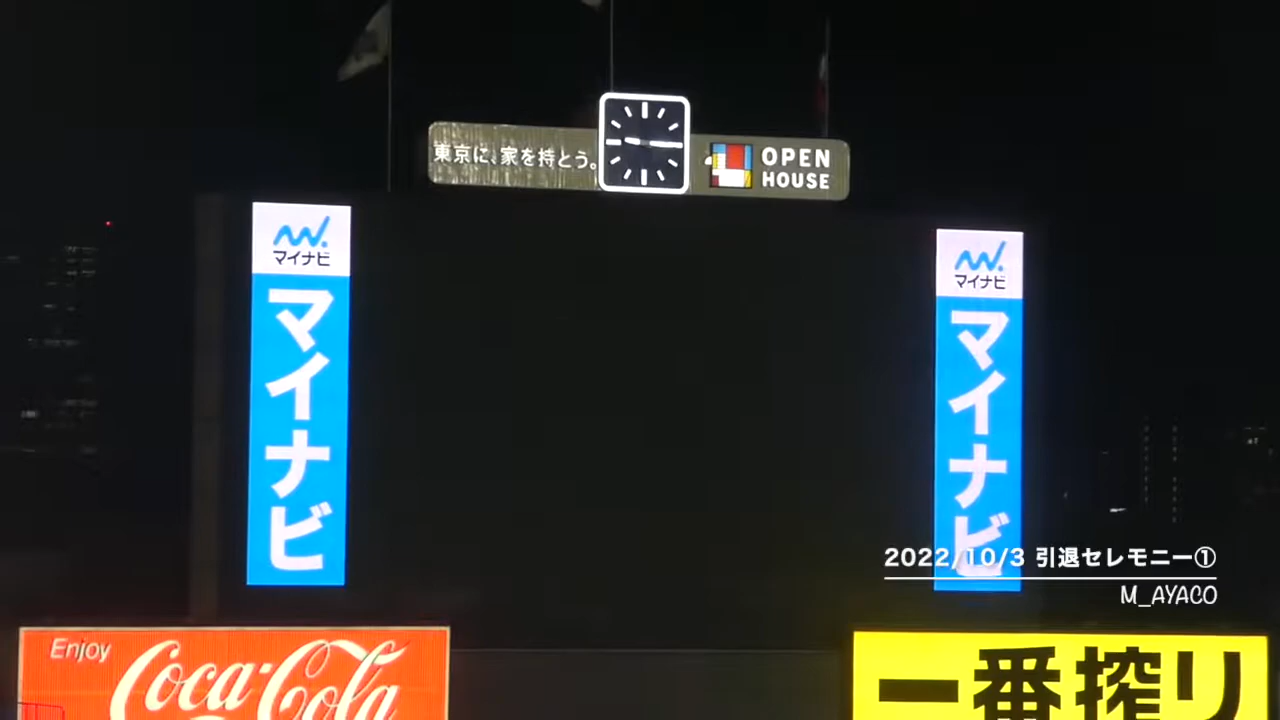 東京に、家を持とう。
OPEN
HOUSE
マイナビ
マイナビ
マイナビ
マイナビ
2022/10/3 引退セレモニー①
M_AYACO
Enjoy
Coca-Cola
一番搾り